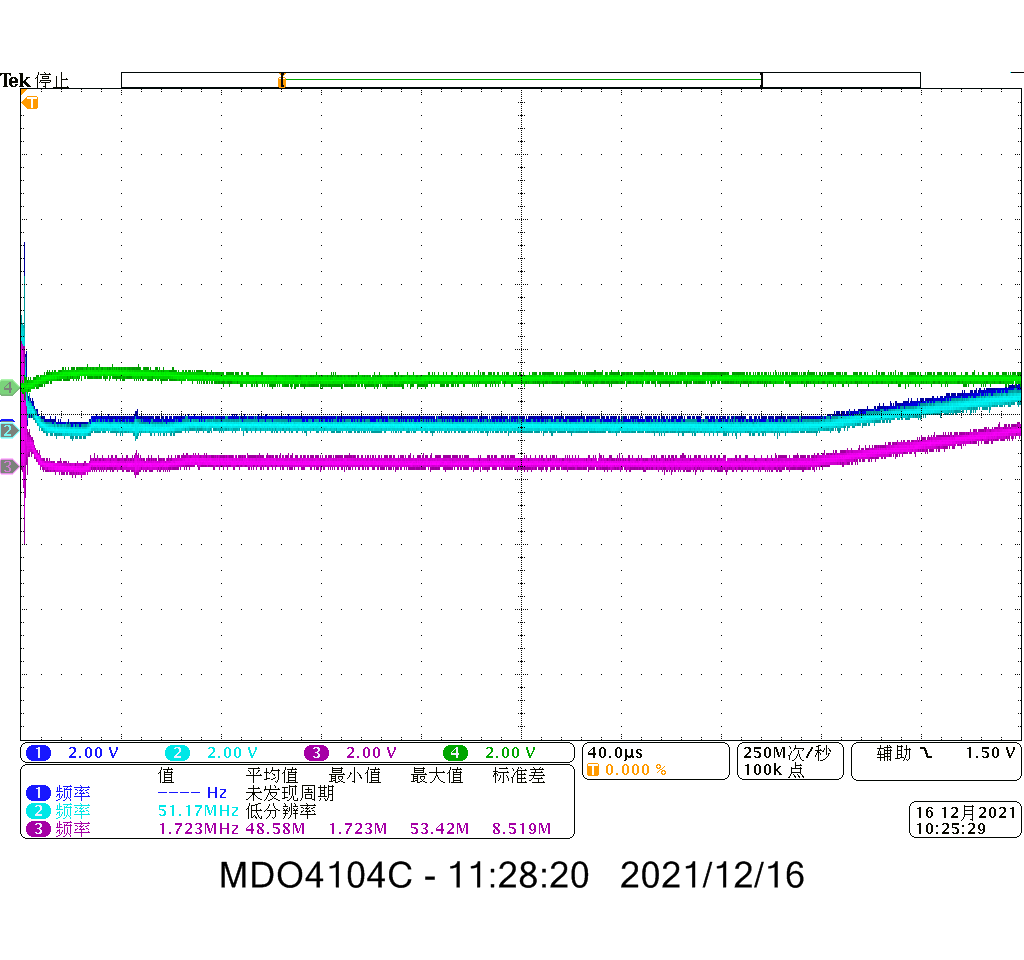 Tek 停止
T
4
2
3
1 2.00 V 2 2.00 V 3 2.00 V 4 2.00 V
40.0µs
T 0.000 %
250M次/秒
100k 点
辅助 1.50 V
值 平均值 最小值 最大值 标准差
1 频率 ---- Hz 未发现周期
2 频率 51.17MHz 低分辨率
3 频率 1.723MHz 48.58M 1.723M 53.42M 8.519M
16 12月2021
10:25:29
MDO4104C - 11:28:20 2021/12/16